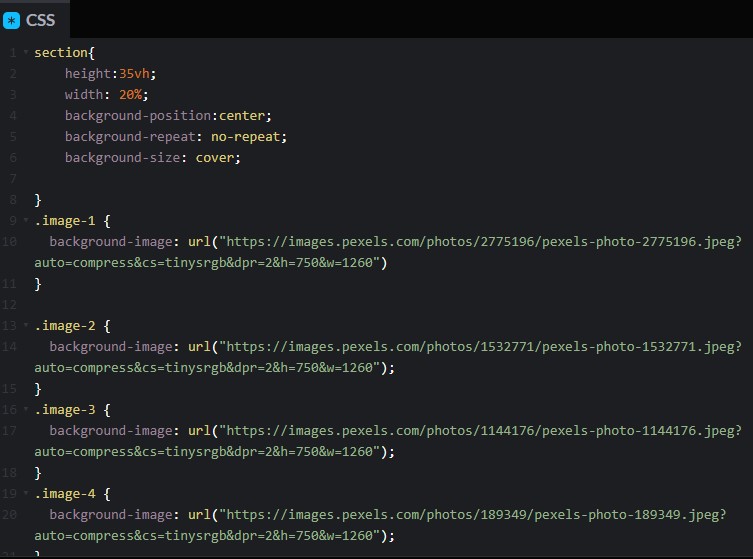 * CSS
1 section{
2 height:35vh;
3 width: 20%;
4 background-position:center;
5 background-repeat: no-repeat;
6 background-size: cover;
7
8 }
9 .image-1 {
10 background-image: url("https://images.pexels.com/photos/2775196/pexels-photo-2775196.jpeg?
auto=compress&cs=tinysrgb&dpr=2&h=750&w=1260")
11 }
12
13 .image-2 {
14 background-image: url("https://images.pexels.com/photos/1532771/pexels-photo-1532771.jpeg?
auto=compress&cs=tinysrgb&dpr=2&h=750&w=1260");
15 }
16 .image-3 {
17 background-image: url("https://images.pexels.com/photos/1144176/pexels-photo-1144176.jpeg?
auto=compress&cs=tinysrgb&dpr=2&h=750&w=1260");
18 }
19 .image-4 {
20 background-image: url("https://images.pexels.com/photos/189349/pexels-photo-189349.jpeg?
auto=compress&cs=tinysrgb&dpr=2&h=750&w=1260");
21 }